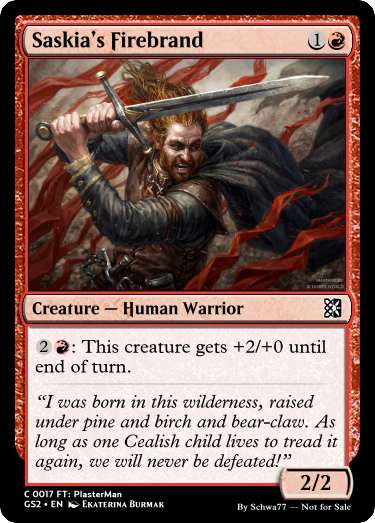 Saskia's Firebrand 1
Creature — Human Warrior
2 : This creature gets +2/+0 until
end of turn.
“I was born in this wilderness, raised
under pine and birch and bear-claw. As
long as one Cealish child lives to tread it
again, we will never be defeated!”
2/2
C 0017 FT: PlasterMan
GS2 • EN Ekaterina Burmak
By Schwa77 — Not for Sale